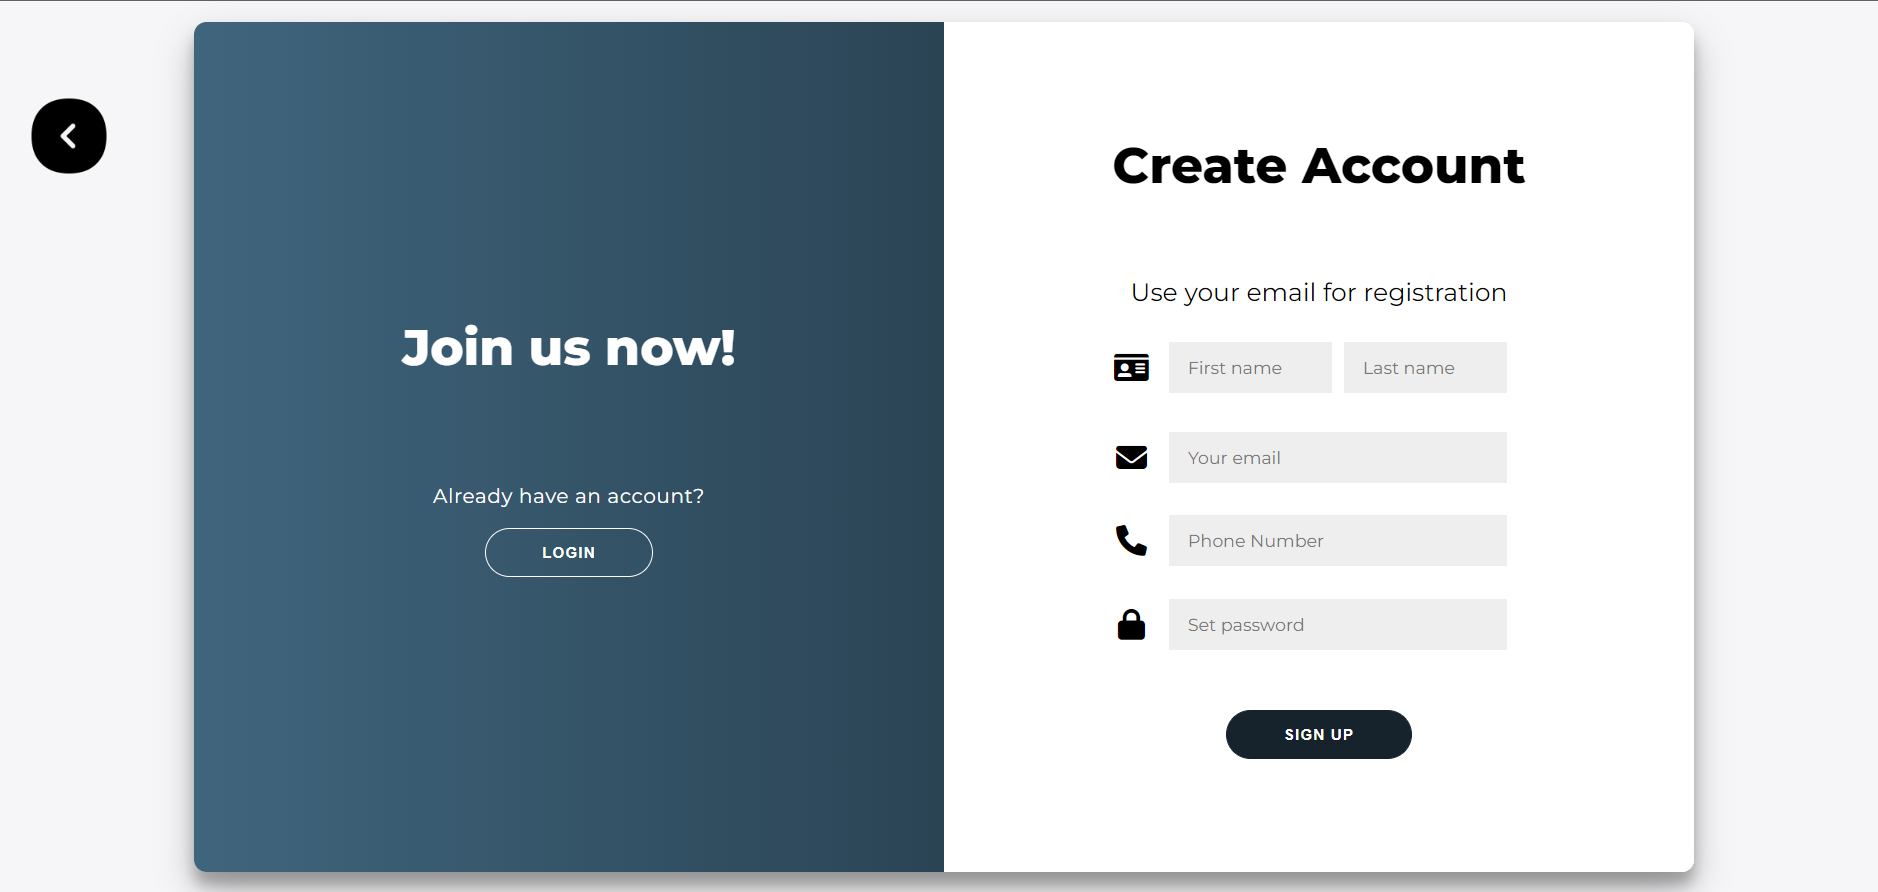 Join us now!
Already have an account?
LOGIN
Create Account
Use your email for registration
First name
Last name
Your email
Phone Number
Set password
SIGN UP